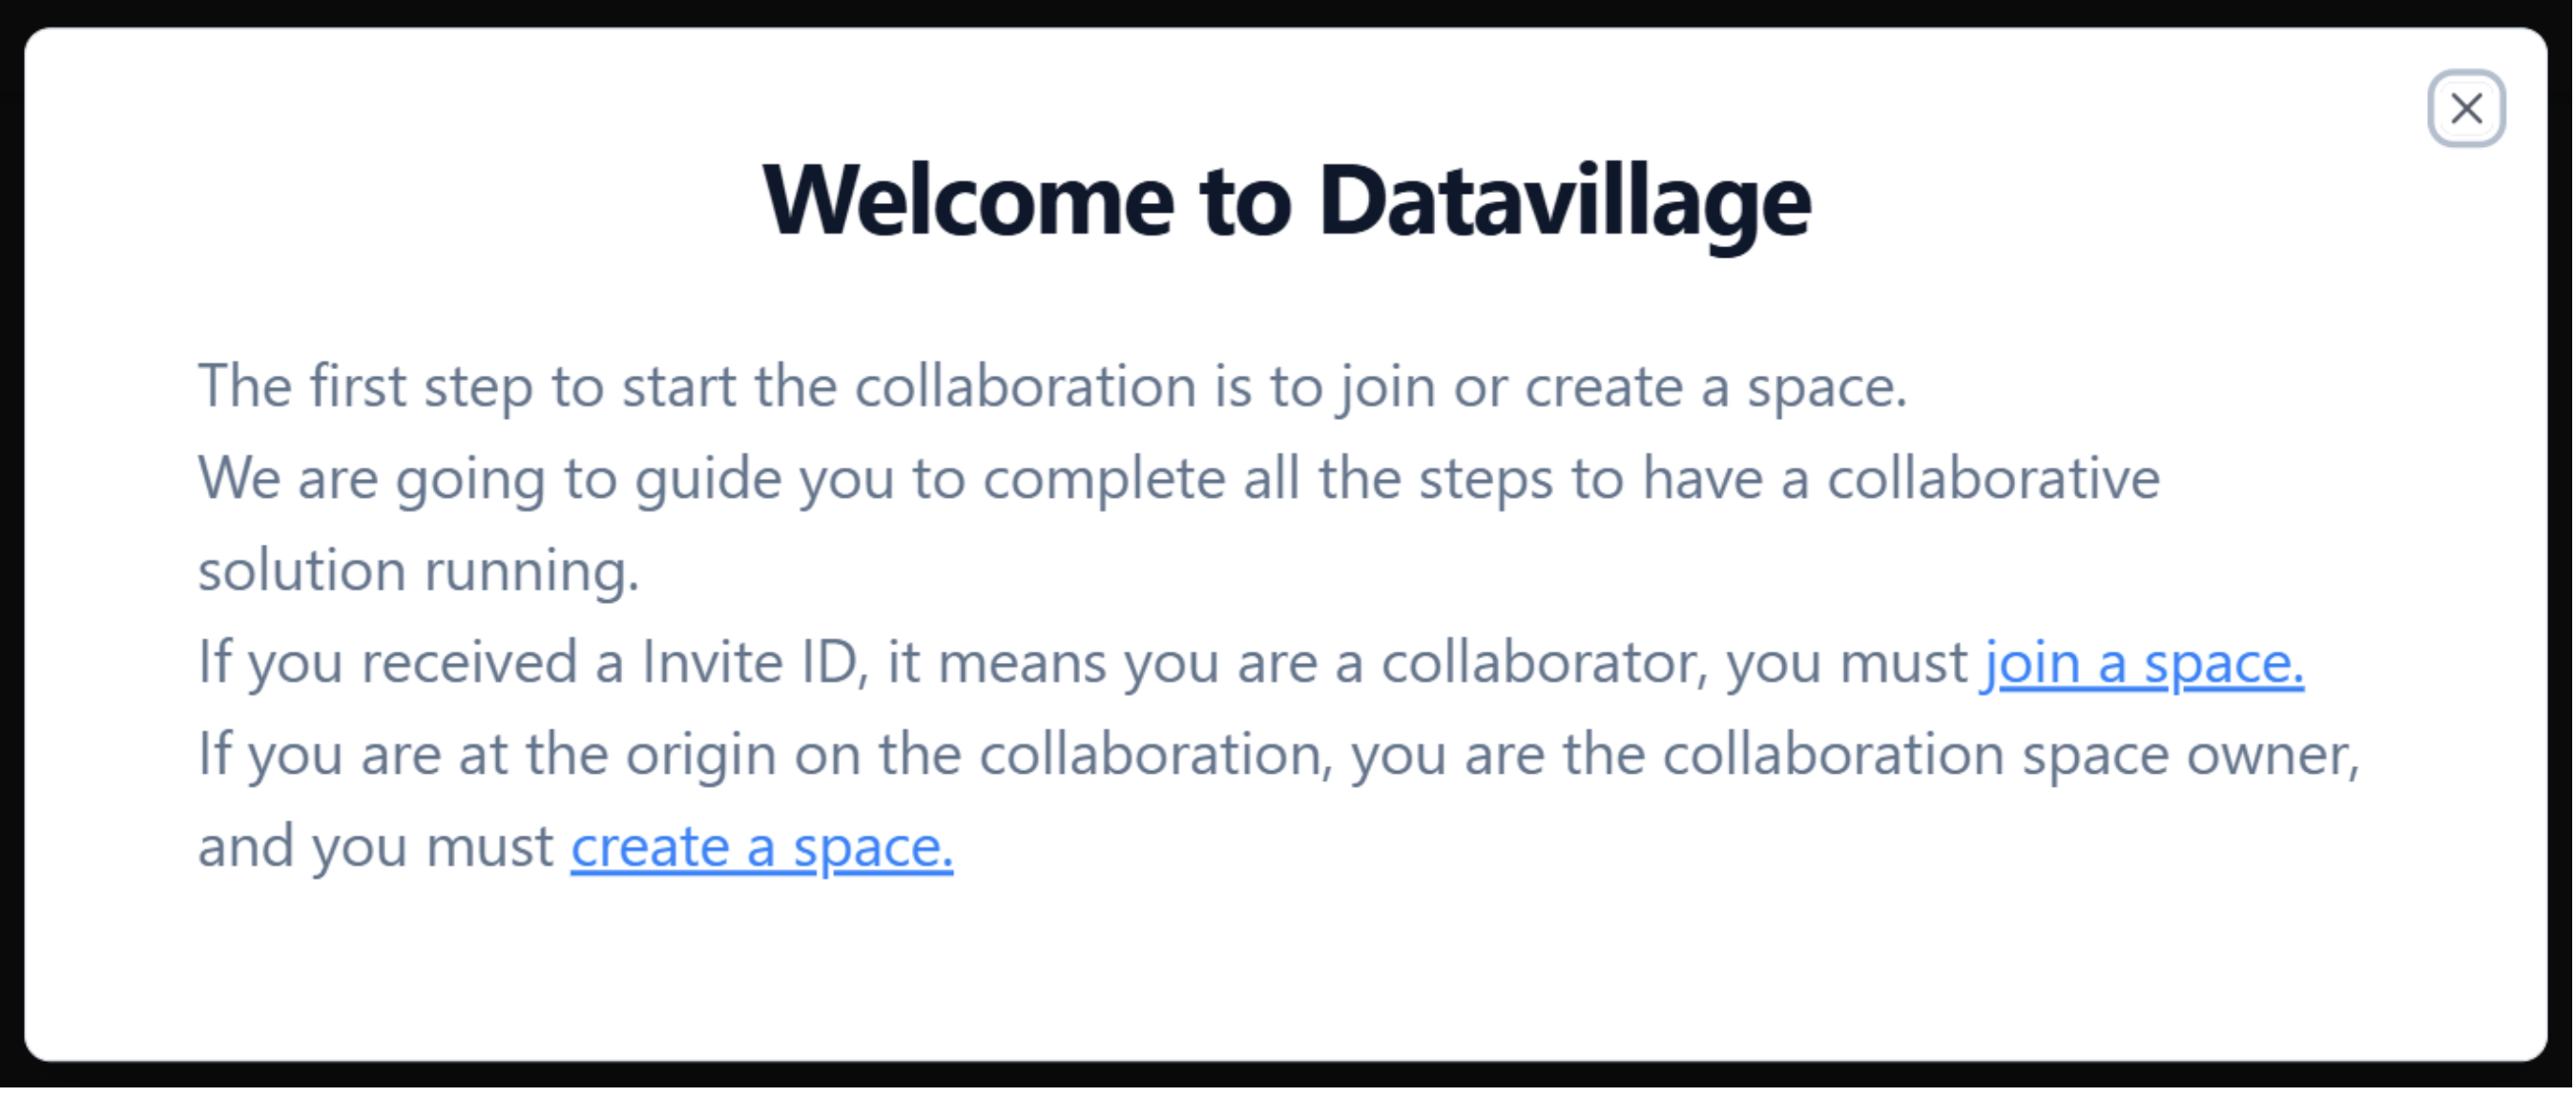 Welcome to Datavillage
The first step to start the collaboration is to join or create a space.
We are going to guide you to complete all the steps to have a collaborative
solution running.
If you received a Invite ID, it means you are a collaborator, you must join a space.
If you are at the origin on the collaboration, you are the collaboration space owner,
and you must create a space.